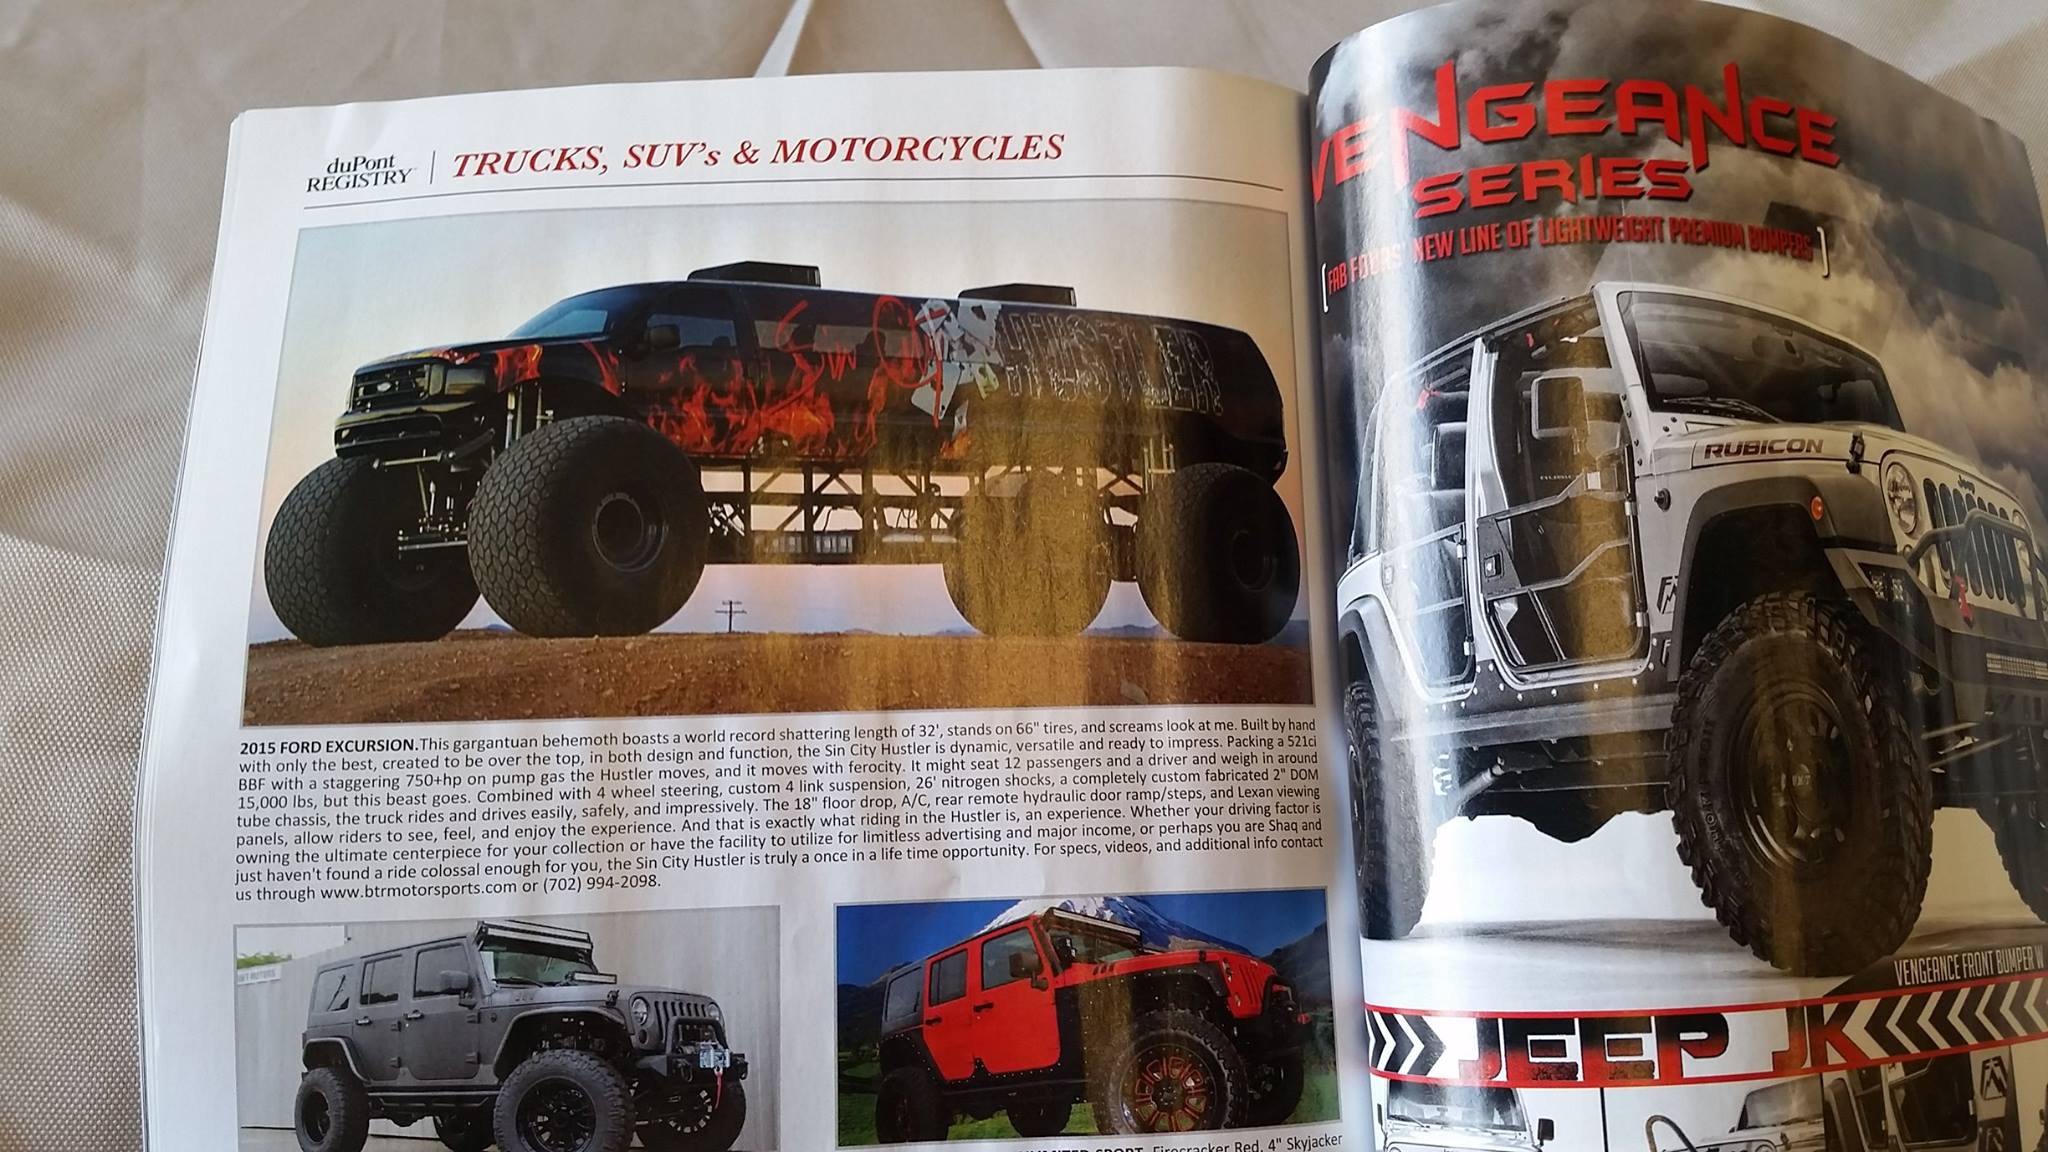 duPont
REGISTRY
TRUCKS, SUV's & MOTORCYCLES
Sin City
HUSTLER
2015 FORD EXCURSION.This gargantuan behemoth boasts a world record shattering length of 32', stands on 66" tires, and screams look at me. Built by hand
with only the best, created to be over the top, in both design and function, the Sin City Hustler is dynamic, versatile and ready to impress. Packing a 521ci
BBF with a staggering 750+hp on pump gas the Hustler moves, and it moves with ferocity. It might seat 12 passengers and a driver and weigh in around
15,000 lbs, but this beast goes. Combined with 4 wheel steering, custom 4 link suspension, 26' nitrogen shocks, a completely custom fabricated 2" DOM
tube chassis, the truck rides and drives easily, safely, and impressively. The 18" floor drop, A/C, rear remote hydraulic door ramp/steps, and Lexan viewing
panels, allow riders to see, feel, and enjoy the experience. And that is exactly what riding in the Hustler is, an experience. Whether your driving factor is
owning the ultimate centerpiece for your collection or have the facility to utilize for limitless advertising and major income, or perhaps you are Shaq and
just haven't found a ride colossal enough for you, the Sin City Hustler is truly a once in a life time opportunity. For specs, videos, and additional info contact
us through www.btrmotorsports.com or (702) 994-2098.
SPORT, Firecracker Red, 4" Skyjacker
VENGEANCE
SERIES
[FAB FOURS' NEW LINE OF LIGHTWEIGHT PREMIUM BUMPERS]
RUBICON
Jeep
VENGEANCE FRONT BUMPER W
JEEP JK